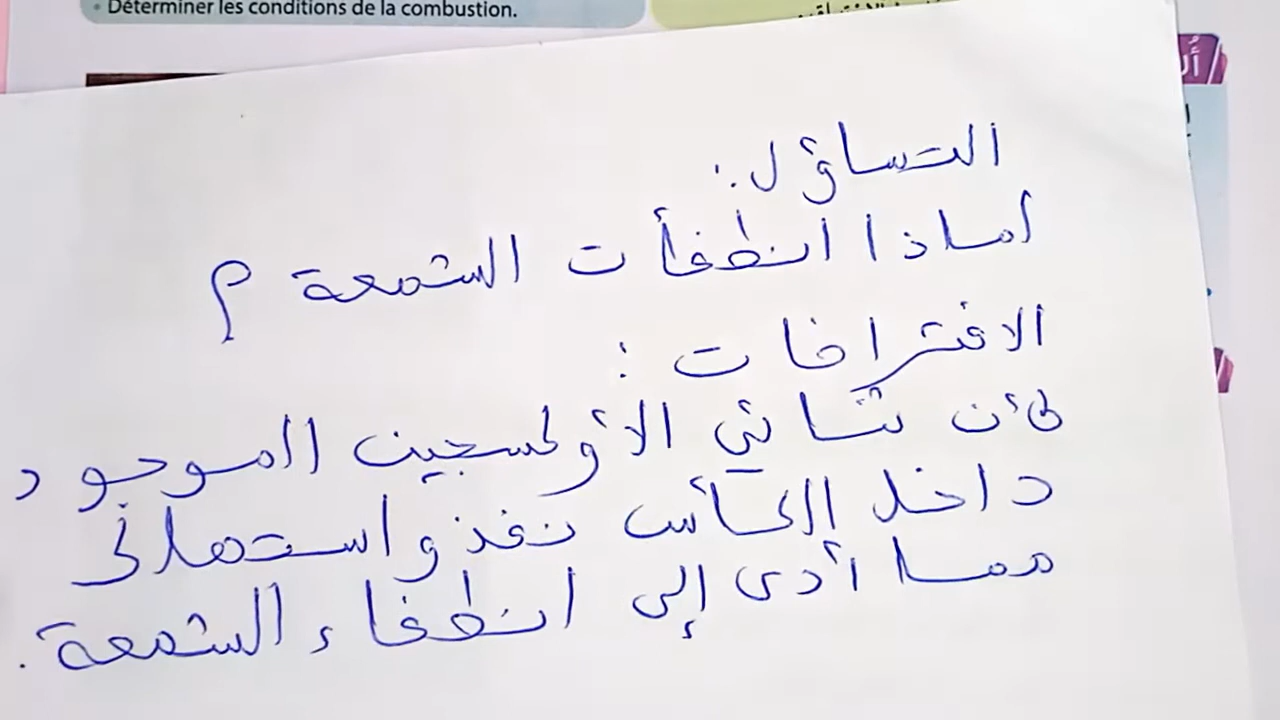 Déterminer les conditions de la combustion.
التساؤل:
لماذا انطفأت الشمعة ؟
الافتراضات :
لأن ثنائي الأوكسجين الموجود
داخل الكأس نفذ واستهلك
مما أدى إلى انطفاء الشمعة.